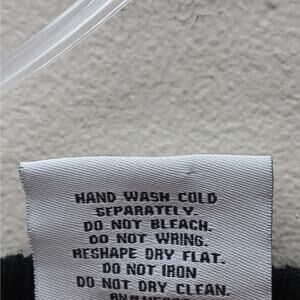 HAND WASH COLD
SEPARATELY.
DO NOT BLEACH.
DO NOT WRING.
RESHAPE DRY FLAT.
DO NOT IRON
DO NOT DRY CLEAN.